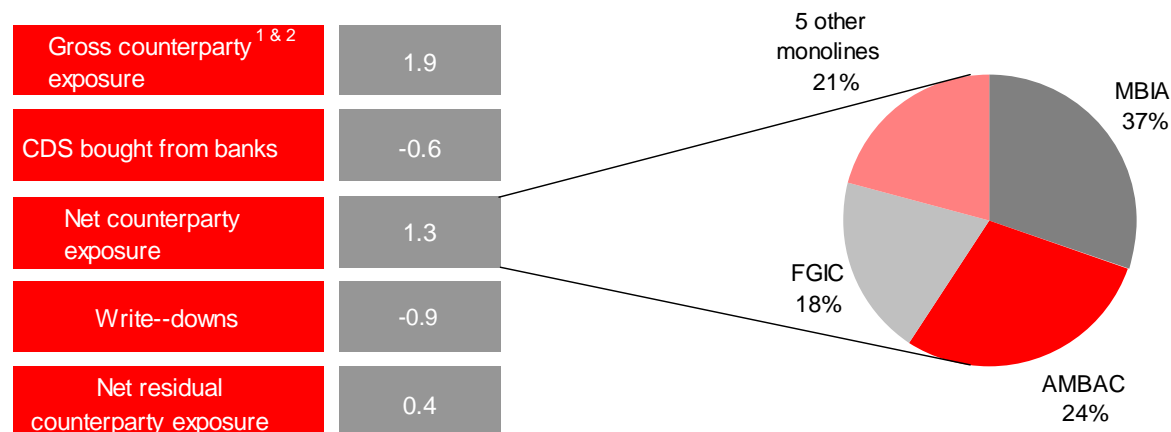 Gross counterparty 1 & 2
exposure
1.9
CDS bought from banks
-0.6
Net counterparty
exposure
1.3
Write--downs
-0.9
Net residual
counterparty exposure
0.4
5 other
monolines
21%
MBIA
37%
FGIC
18%
AMBAC
24%